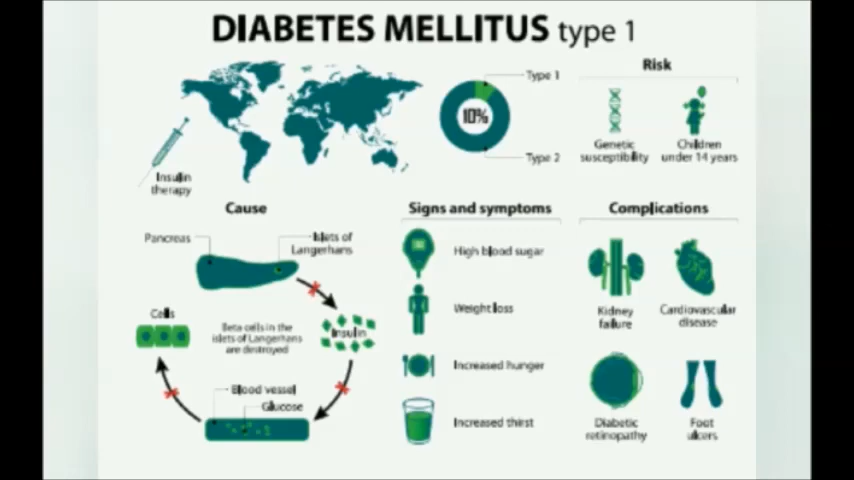 DIABETES MELLITUS type 1
Insulin
therapy
Type 1
10%
Type 2
Risk
Genetic
susceptibility
Children
under 14 years
Cause
Pancreas
Islets of
Langerhans
Cells
Beta cells in the
islets of Langerhans
are destroyed
Insulin
Blood vessel
Glucose
Signs and symptoms
High blood sugar
Weight loss
Increased hunger
Increased thirst
Complications
Kidney
failure
Cardiovascular
disease
Diabetic
retinopathy
Foot
ulcers